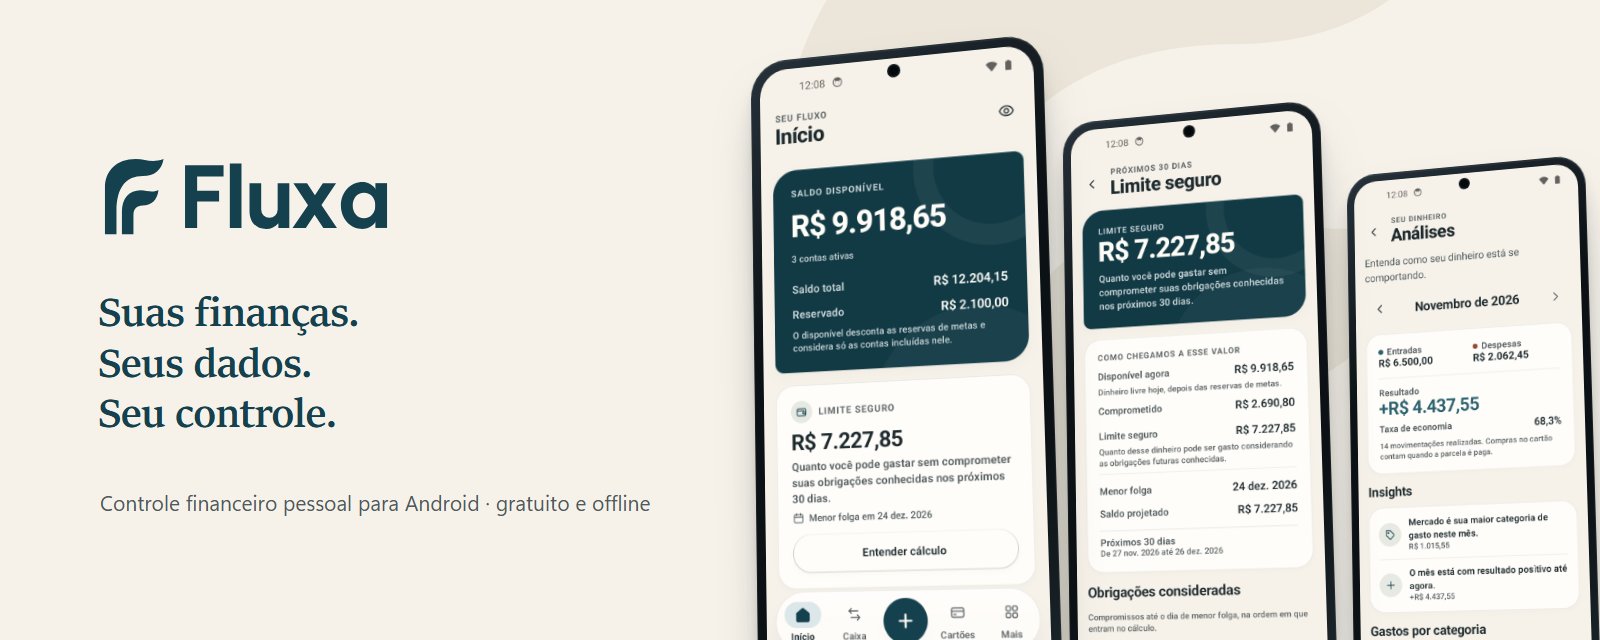 Fluxa
Suas finanças.
Seus dados.
Seu controle.
Controle financeiro pessoal para Android · gratuito e offline
12:08
SEU FLUXO
Início
SALDO DISPONÍVEL
R$ 9.918,65
3 contas ativas
Saldo total R$ 12.204,15
Reservado R$ 2.100,00
O disponível desconta as reservas de metas e
considera só as contas incluídas nele.
LIMITE SEGURO
R$ 7.227,85
Quanto você pode gastar sem comprometer
suas obrigações conhecidas nos próximos
30 dias.
Menor folga em 24 dez. 2026
Entender cálculo
Início Caixa Cartões Mais
12:08
PRÓXIMOS 30 DIAS
Limite seguro
LIMITE SEGURO
R$ 7.227,85
Quanto você pode gastar sem
comprometer suas obrigações conhecidas
nos próximos 30 dias.
COMO CHEGAMOS A ESSE VALOR
Disponível agora R$ 9.918,65
Dinheiro livre hoje, depois das reservas de metas.
Comprometido R$ 2.690,80
Limite seguro R$ 7.227,85
Quanto desse dinheiro pode ser gasto considerando
as obrigações futuras conhecidas.
Menor folga 24 dez. 2026
Saldo projetado R$ 7.227,85
Próximos 30 dias
De 27 nov. 2026 até 26 dez. 2026
Obrigações consideradas
Compromissos até o dia de menor folga, na ordem em que
entram no cálculo.
12:08
SEU DINHEIRO
Análises
Entenda como seu dinheiro está se
comportando.
Novembro de 2026
Entradas Despesas
R$ 6.500,00 R$ 2.062,45
Resultado
+R$ 4.437,55
Taxa de economia 68,3%
14 movimentações realizadas. Compras no cartão
contam quando a parcela é paga.
Insights
Mercado é sua maior categoria de
gasto neste mês.
R$ 1.015,55
O mês está com resultado positivo até
agora.
+R$ 4.437,55
Gastos por categoria